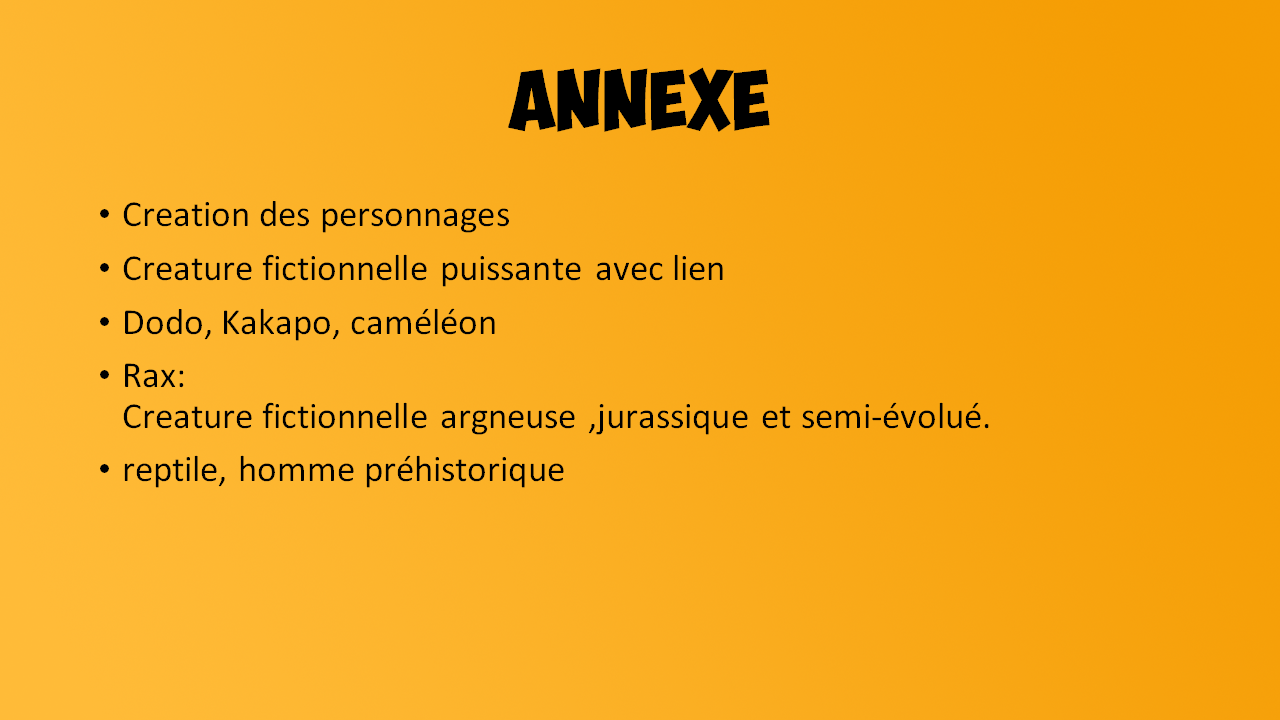 ANNEXE
• Creation des personnages
• Creature fictionnelle puissante avec lien
• Dodo, Kakapo, caméléon
• Rax:
Creature fictionnelle argneuse ,jurassique et semi-évolué.
• reptile, homme préhistorique